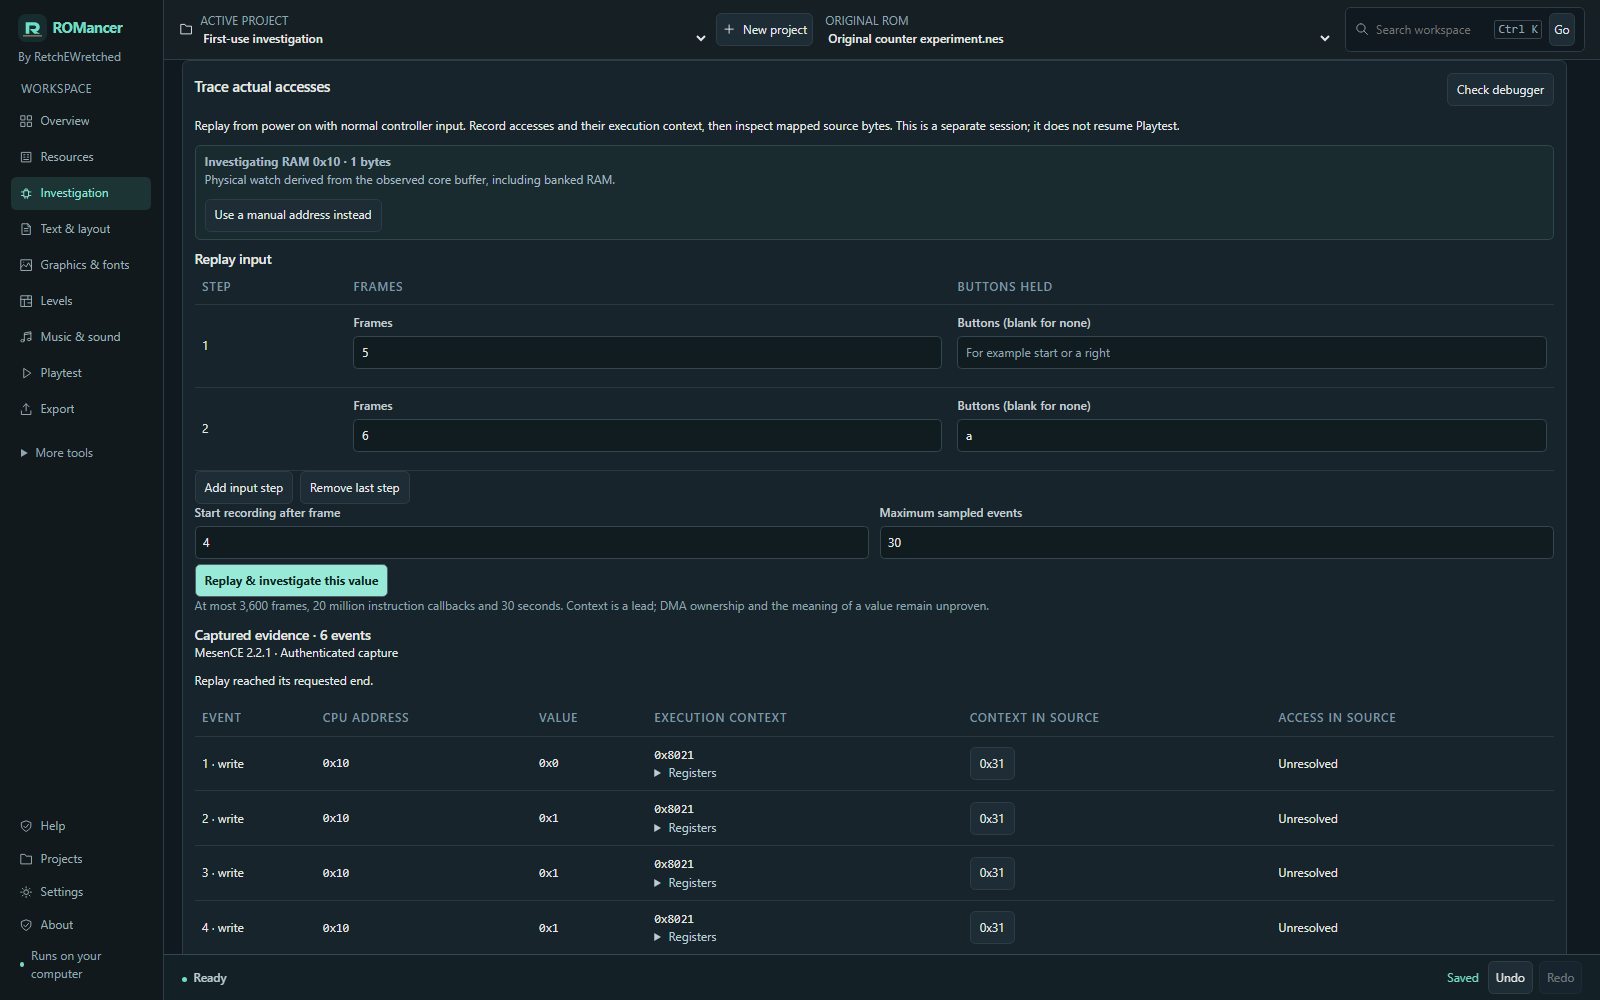 ROMancer
By RetchEWretched
WORKSPACE
Overview
Resources
Investigation
Text & layout
Graphics & fonts
Levels
Music & sound
Playtest
Export
More tools
Help
Projects
Settings
About
Runs on your
computer
ACTIVE PROJECT
First-use investigation
New project
ORIGINAL ROM
Original counter experiment.nes
Search workspace
Ctrl K
Go
Trace actual accesses
Check debugger
Replay from power on with normal controller input. Record accesses and their execution context, then inspect mapped source bytes. This is a separate session; it does not resume Playtest.
Investigating RAM 0x10 · 1 bytes
Physical watch derived from the observed core buffer, including banked RAM.
Use a manual address instead
Replay input
STEP FRAMES BUTTONS HELD
Frames Buttons (blank for none)
1 5 For example start or a right
Frames Buttons (blank for none)
2 6 a
Add input step Remove last step
Start recording after frame Maximum sampled events
4 30
Replay & investigate this value
At most 3,600 frames, 20 million instruction callbacks and 30 seconds. Context is a lead; DMA ownership and the meaning of a value remain unproven.
Captured evidence · 6 events
MesenCE 2.2.1 · Authenticated capture
Replay reached its requested end.
EVENT CPU ADDRESS VALUE EXECUTION CONTEXT CONTEXT IN SOURCE ACCESS IN SOURCE
1 · write 0x10 0x0 0x8021 0x31 Unresolved
Registers
2 · write 0x10 0x1 0x8021 0x31 Unresolved
Registers
3 · write 0x10 0x1 0x8021 0x31 Unresolved
Registers
4 · write 0x10 0x1 0x8021 0x31 Unresolved
Registers
Ready
Saved Undo Redo